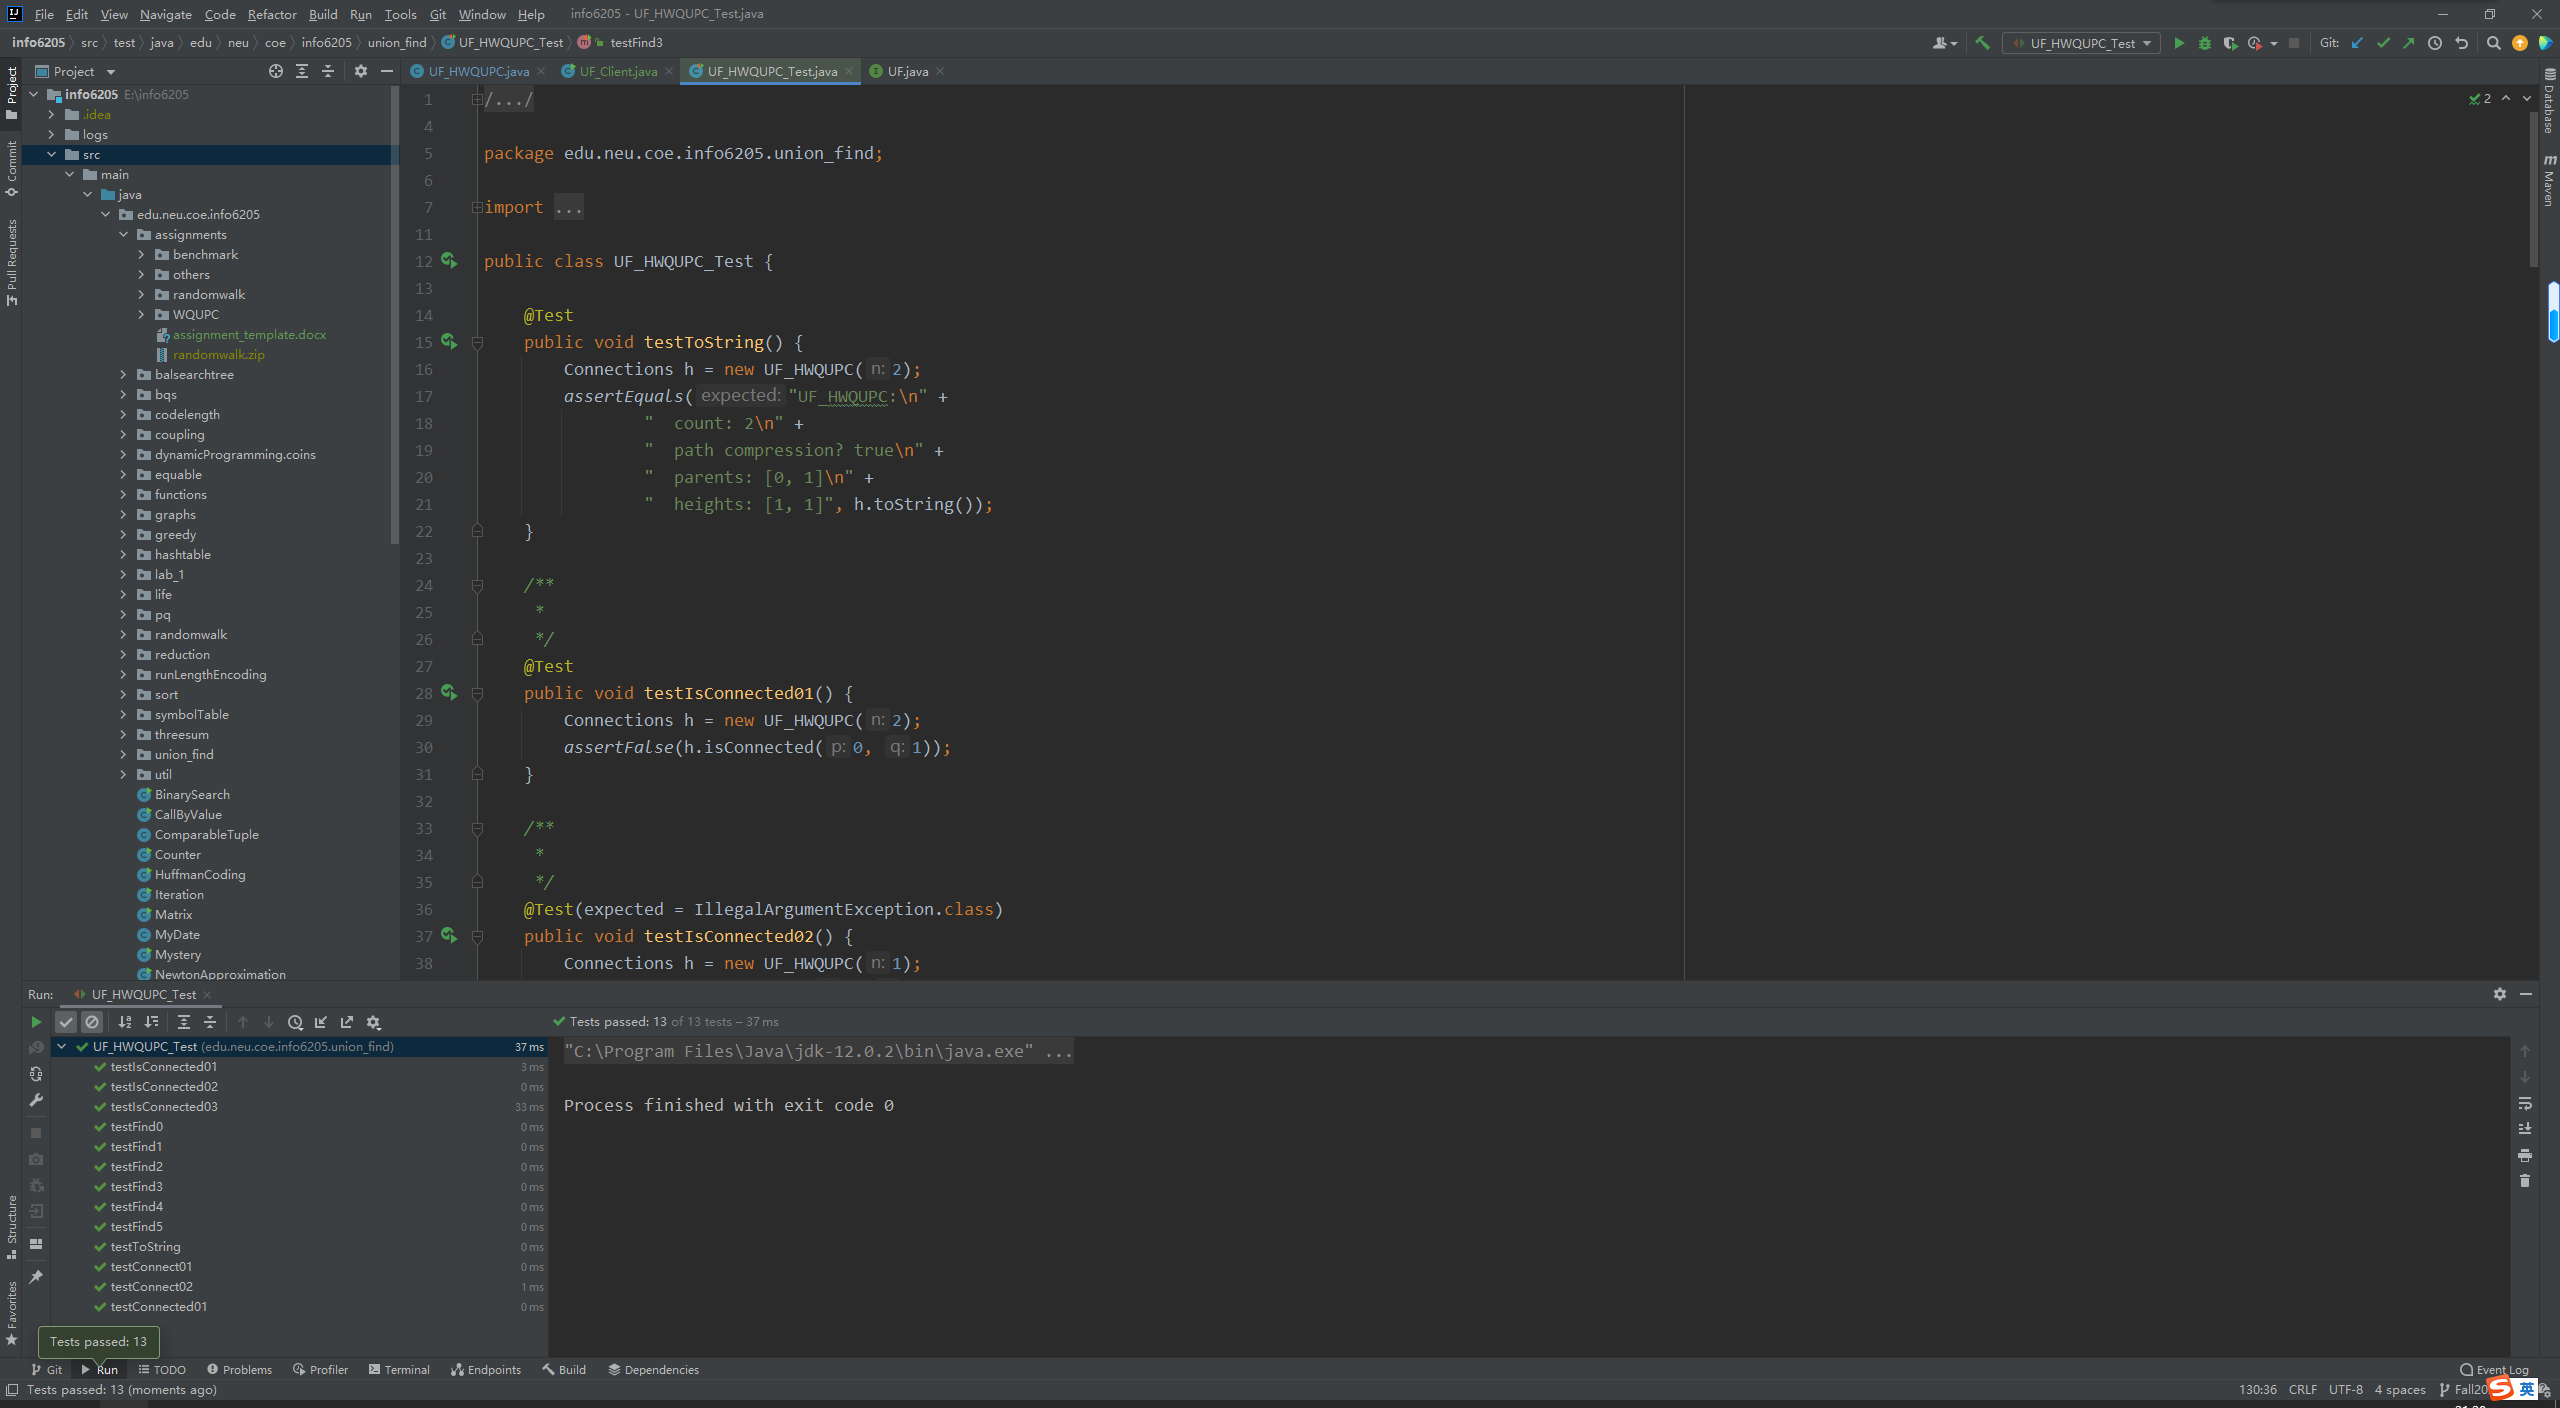 File Edit View Navigate Code Refactor Build Run Tools Git Window Help info6205 - UF_HWQUPC_Test.java
info6205 src test java edu neu coe info6205 union_find UF_HWQUPC_Test testFind3
UF_HWQUPC_Test Git:
Project
UF_HWQUPC.java UF_Client.java UF_HWQUPC_Test.java UF.java
Project
Commit
Pull Requests
Structure
Favorites
info6205 E:\info6205
.idea
logs
src
main
java
edu.neu.coe.info6205
assignments
benchmark
others
randomwalk
WQUPC
assignment_template.docx
randomwalk.zip
balsearchtree
bqs
codelength
coupling
dynamicProgramming.coins
equable
functions
graphs
greedy
hashtable
lab_1
life
pq
randomwalk
reduction
runLengthEncoding
sort
symbolTable
threesum
union_find
util
BinarySearch
CallByValue
ComparableTuple
Counter
HuffmanCoding
Iteration
Matrix
MyDate
Mystery
NewtonApproximation
1 /.../
4
5 package edu.neu.coe.info6205.union_find;
6
7 import ...
11
12 public class UF_HWQUPC_Test {
13
14 @Test
15 public void testToString() {
16 Connections h = new UF_HWQUPC( n: 2);
17 assertEquals( expected: "UF_HWQUPC:\n" +
18 "  count: 2\n" +
19 "  path compression? true\n" +
20 "  parents: [0, 1]\n" +
21 "  heights: [1, 1]", h.toString());
22 }
23
24 /**
25 *
26 */
27 @Test
28 public void testIsConnected01() {
29 Connections h = new UF_HWQUPC( n: 2);
30 assertFalse(h.isConnected( p: 0, q: 1));
31 }
32
33 /**
34 *
35 */
36 @Test(expected = IllegalArgumentException.class)
37 public void testIsConnected02() {
38 Connections h = new UF_HWQUPC( n: 1);
2
Database
m Maven
Run: UF_HWQUPC_Test
Tests passed: 13 of 13 tests – 37 ms
UF_HWQUPC_Test (edu.neu.coe.info6205.union_find) 37 ms
testIsConnected01 3 ms
testIsConnected02 0 ms
testIsConnected03 33 ms
testFind0 0 ms
testFind1 0 ms
testFind2 0 ms
testFind3 0 ms
testFind4 0 ms
testFind5 0 ms
testToString 0 ms
testConnect01 0 ms
testConnect02 1 ms
testConnected01 0 ms
"C:\Program Files\Java\jdk-12.0.2\bin\java.exe" ...
Process finished with exit code 0
Tests passed: 13
Git Run TODO Problems Profiler Terminal Endpoints Build Dependencies Event Log
Tests passed: 13 (moments ago) 130:36 CRLF UTF-8 4 spaces Fall20
S 英